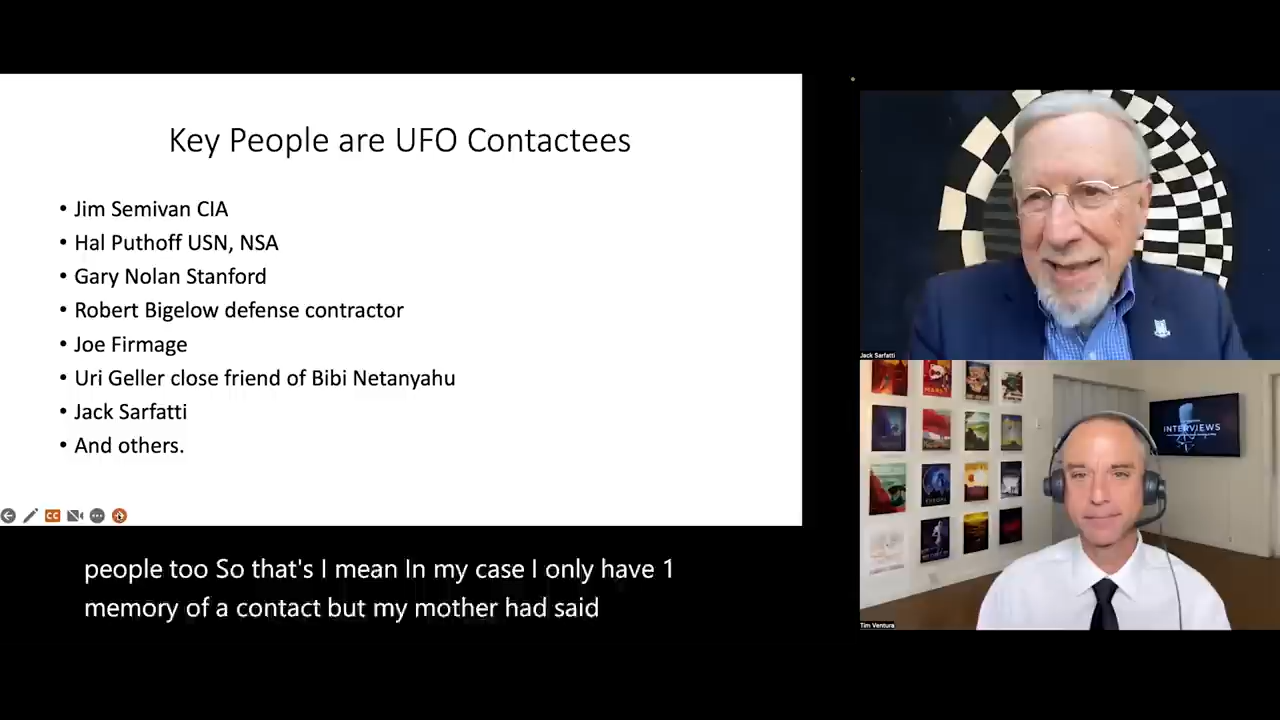 Key People are UFO Contactees
• Jim Semivan CIA
• Hal Puthoff USN, NSA
• Gary Nolan Stanford
• Robert Bigelow defense contractor
• Joe Firmage
• Uri Geller close friend of Bibi Netanyahu
• Jack Sarfatti
• And others.
CC
people too So that's I mean In my case I only have 1
memory of a contact but my mother had said
Jack Sarfatti
INTERVIEWS
Tim Ventura